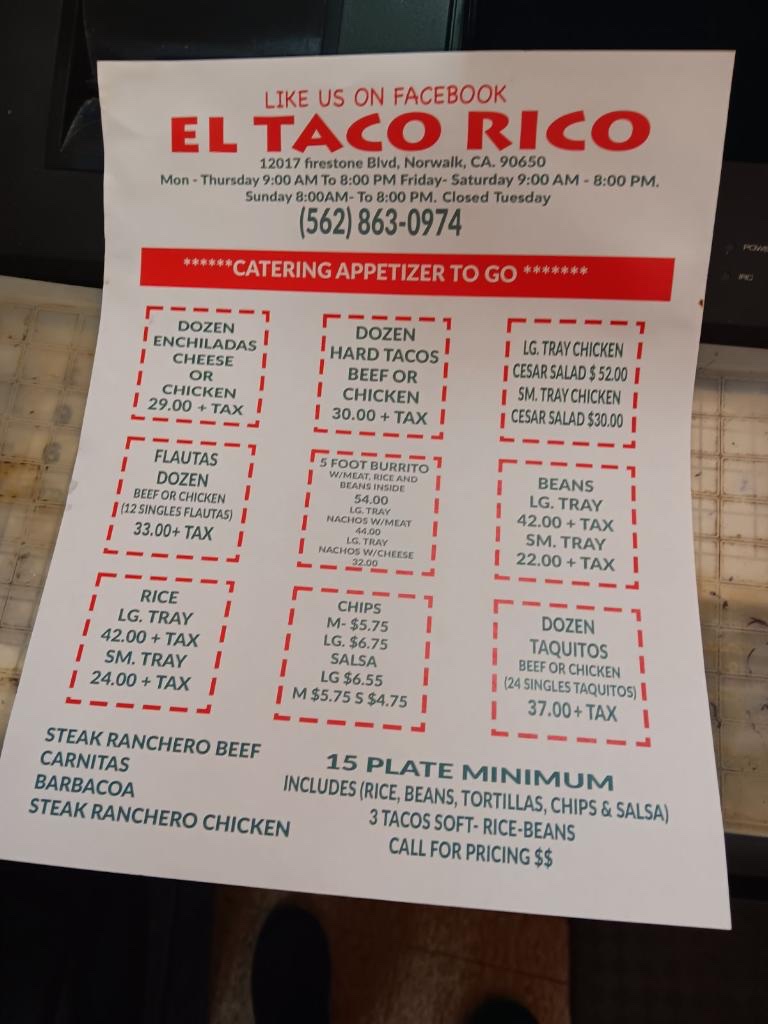 LIKE US ON FACEBOOK
EL TACO RICO
12017 firestone Blvd, Norwalk, CA. 90650
Mon - Thursday 9:00 AM To 8:00 PM Friday- Saturday 9:00 AM - 8:00 PM.
Sunday 8:00AM- To 8:00 PM. Closed Tuesday
(562) 863-0974
******CATERING APPETIZER TO GO *******
DOZEN
ENCHILADAS
CHEESE
OR
CHICKEN
29.00 + TAX
DOZEN
HARD TACOS
BEEF OR
CHICKEN
30.00 + TAX
LG. TRAY CHICKEN
CESAR SALAD $ 52.00
SM. TRAY CHICKEN
CESAR SALAD $30.00
FLAUTAS
DOZEN
BEEF OR CHICKEN
(12 SINGLES FLAUTAS)
33.00+ TAX
5 FOOT BURRITO
W/MEAT, RICE AND
BEANS INSIDE
54.00
LG. TRAY
NACHOS W/MEAT
44.00
LG. TRAY
NACHOS W/CHEESE
32.00
BEANS
LG. TRAY
42.00 + TAX
SM. TRAY
22.00 + TAX
RICE
LG. TRAY
42.00 + TAX
SM. TRAY
24.00 + TAX
CHIPS
M- $5.75
LG. $6.75
SALSA
LG $6.55
M $5.75 S $4.75
DOZEN
TAQUITOS
BEEF OR CHICKEN
(24 SINGLES TAQUITOS)
37.00+ TAX
STEAK RANCHERO BEEF
CARNITAS
BARBACOA
STEAK RANCHERO CHICKEN
15 PLATE MINIMUM
INCLUDES (RICE, BEANS, TORTILLAS, CHIPS & SALSA)
3 TACOS SOFT- RICE-BEANS
CALL FOR PRICING $$